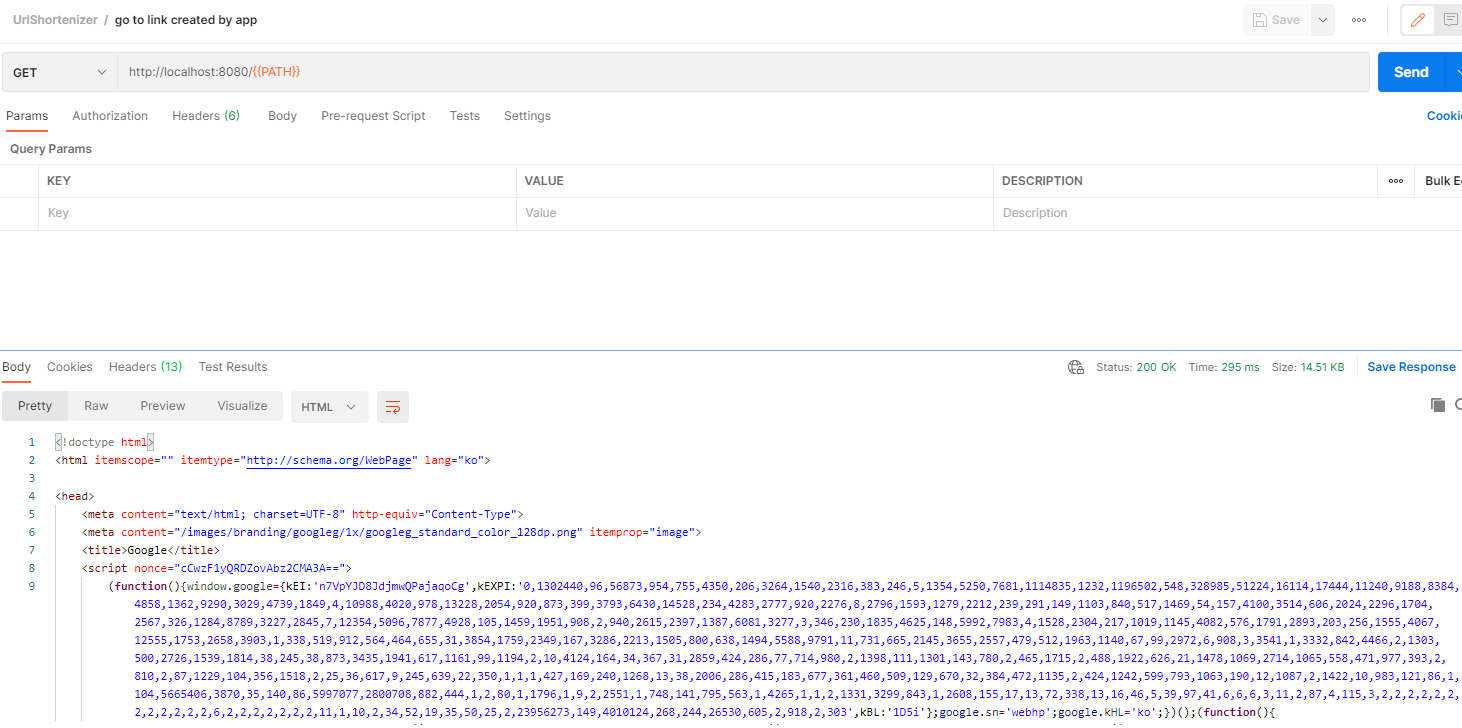 UrlShortenizer / go to link created by app
Save
GET
http://localhost:8080/{{PATH}}
Send
Params Authorization Headers (6) Body Pre-request Script Tests Settings
Cookie
Query Params
KEY VALUE DESCRIPTION
Bulk E
Key Value Description
Body Cookies Headers (13) Test Results
Status: 200 OK Time: 295 ms Size: 14.51 KB Save Response
Pretty Raw Preview Visualize HTML
1 <!doctype html>
2 <html itemscope="" itemtype="http://schema.org/WebPage" lang="ko">
3
4 <head>
5 <meta content="text/html; charset=UTF-8" http-equiv="Content-Type">
6 <meta content="/images/branding/googleg/1x/googleg_standard_color_128dp.png" itemprop="image">
7 <title>Google</title>
8 <script nonce="cCwzF1yQRDZovAbz2CMA3A==">
9 (function(){window.google={kEI:'n7VpYJD8JdjmwQPajaqoCg',kEXPI:'0,1302440,96,56873,954,755,4350,206,3264,1540,2316,383,246,5,1354,5250,7681,1114835,1232,1196502,548,328985,51224,16114,17444,11240,9188,8384,
4858,1362,9290,3029,4739,1849,4,10988,4020,978,13228,2054,920,873,399,3793,6430,14528,234,4283,2777,920,2276,8,2796,1593,1279,2212,239,291,149,1103,840,517,1469,54,157,4100,3514,606,2024,2296,1704,
2567,326,1284,8789,3227,2845,7,12354,5096,7877,4928,105,1459,1951,908,2,940,2615,2397,1387,6081,3277,3,346,230,1835,4625,148,5992,7983,4,1528,2304,217,1019,1145,4082,576,1791,2893,203,256,1555,4067,
12555,1753,2658,3903,1,338,519,912,564,464,655,31,3854,1759,2349,167,3286,2213,1505,800,638,1494,5588,9791,11,731,665,2145,3655,2557,479,512,1963,1140,67,99,2972,6,908,3,3541,1,3332,842,4466,2,1303,
500,2726,1539,1814,38,245,38,873,3435,1941,617,1161,99,1194,2,10,4124,164,34,367,31,2859,424,286,77,714,980,2,1398,111,1301,143,780,2,465,1715,2,488,1922,626,21,1478,1069,2714,1065,558,471,977,393,2,
810,2,87,1229,104,356,1518,2,25,36,617,9,245,639,22,350,1,1,1,427,169,240,1268,13,38,2006,286,415,183,677,361,460,509,129,670,32,384,472,1135,2,424,1242,599,793,1063,190,12,1087,2,1422,10,983,121,86,1,
104,5665406,3870,35,140,86,5997077,2800708,882,444,1,2,80,1,1796,1,9,2,2551,1,748,141,795,563,1,4265,1,1,2,1331,3299,843,1,2608,155,17,13,72,338,13,16,46,5,39,97,41,6,6,6,3,11,2,87,4,115,3,2,2,2,2,2,2,
2,2,2,2,2,2,6,2,2,2,2,2,2,2,11,1,10,2,34,52,19,35,50,25,2,23956273,149,4010124,268,244,26530,605,2,918,2,303',kBL:'1D5i'};google.sn='webhp';google.kHL='ko';})();(function(){